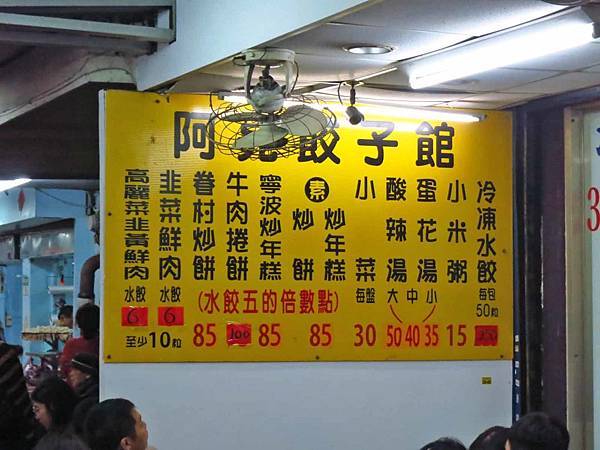 阿 餃子館
高麗菜韭黃鮮肉水餃 6 至少10粒
韭菜鮮肉水餃 6
眷村炒餅 85
牛肉捲餅 100
寧波炒年糕 85
素 炒餅 炒年糕 85
小菜 每盤 30
酸辣湯 蛋花湯 大中小 50 40 35
小米粥 15
冷凍水餃 每包50粒
(水餃五的倍數點)